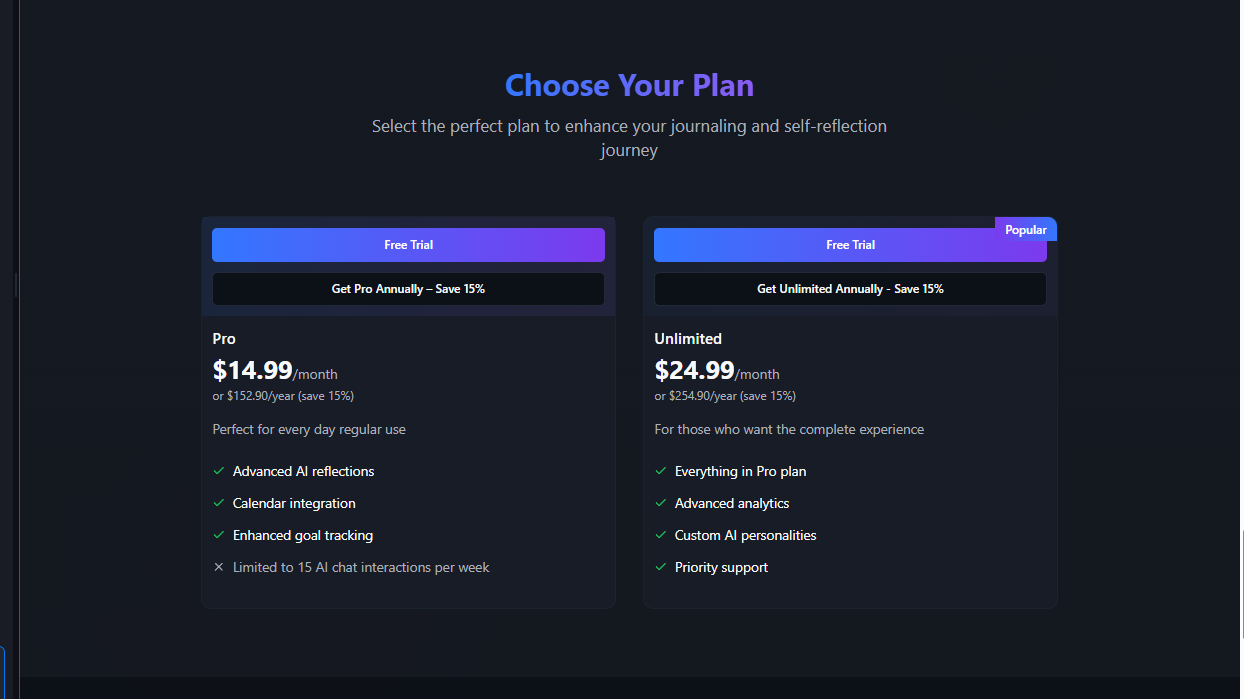 Choose Your Plan
Select the perfect plan to enhance your journaling and self-reflection
journey
Free Trial
Get Pro Annually – Save 15%
Pro
$14.99/month
or $152.90/year (save 15%)
Perfect for every day regular use
Advanced AI reflections
Calendar integration
Enhanced goal tracking
Limited to 15 AI chat interactions per week
Popular
Free Trial
Get Unlimited Annually - Save 15%
Unlimited
$24.99/month
or $254.90/year (save 15%)
For those who want the complete experience
Everything in Pro plan
Advanced analytics
Custom AI personalities
Priority support